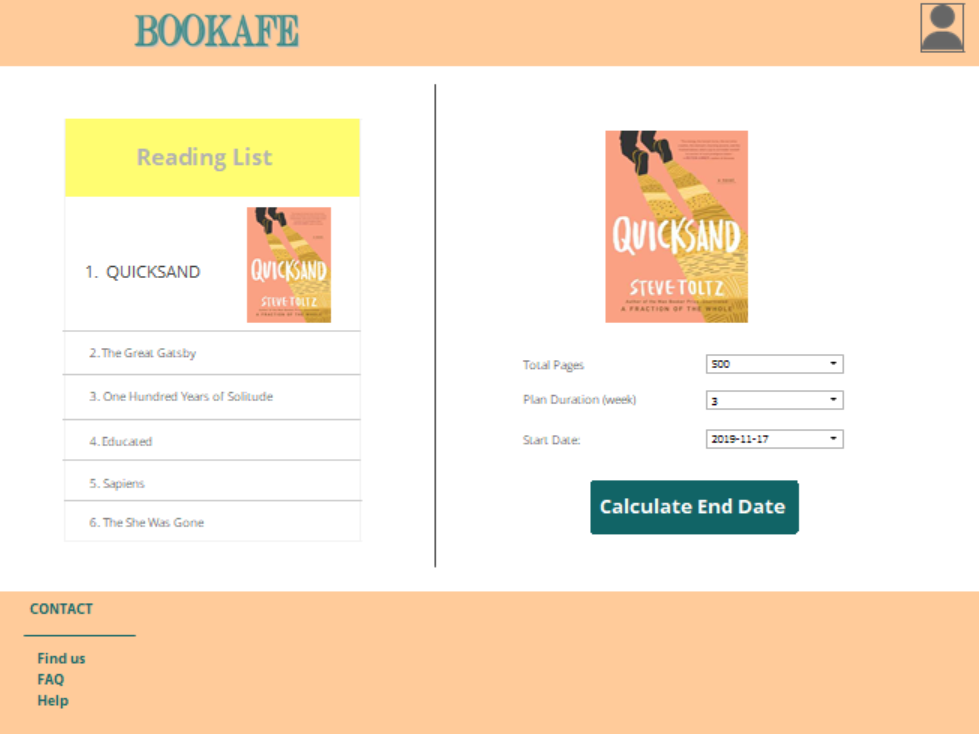 BOOKAFE
Reading List
1. QUICKSAND
QUICKSAND
STEVE TOLTZ
A FRACTION OF THE WHOLE
2. The Great Gatsby
3. One Hundred Years of Solitude
4. Educated
5. Sapiens
6. The She Was Gone
QUICKSAND
STEVE TOLTZ
A FRACTION OF THE WHOLE
Total Pages 500
Plan Duration (week) 3
Start Date: 2019-11-17
Calculate End Date
CONTACT
Find us
FAQ
Help